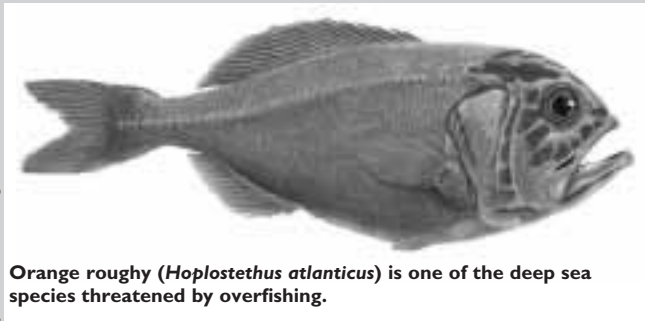 Orange roughy (Hoplostethus atlanticus) is one of the deep sea
species threatened by overfishing.